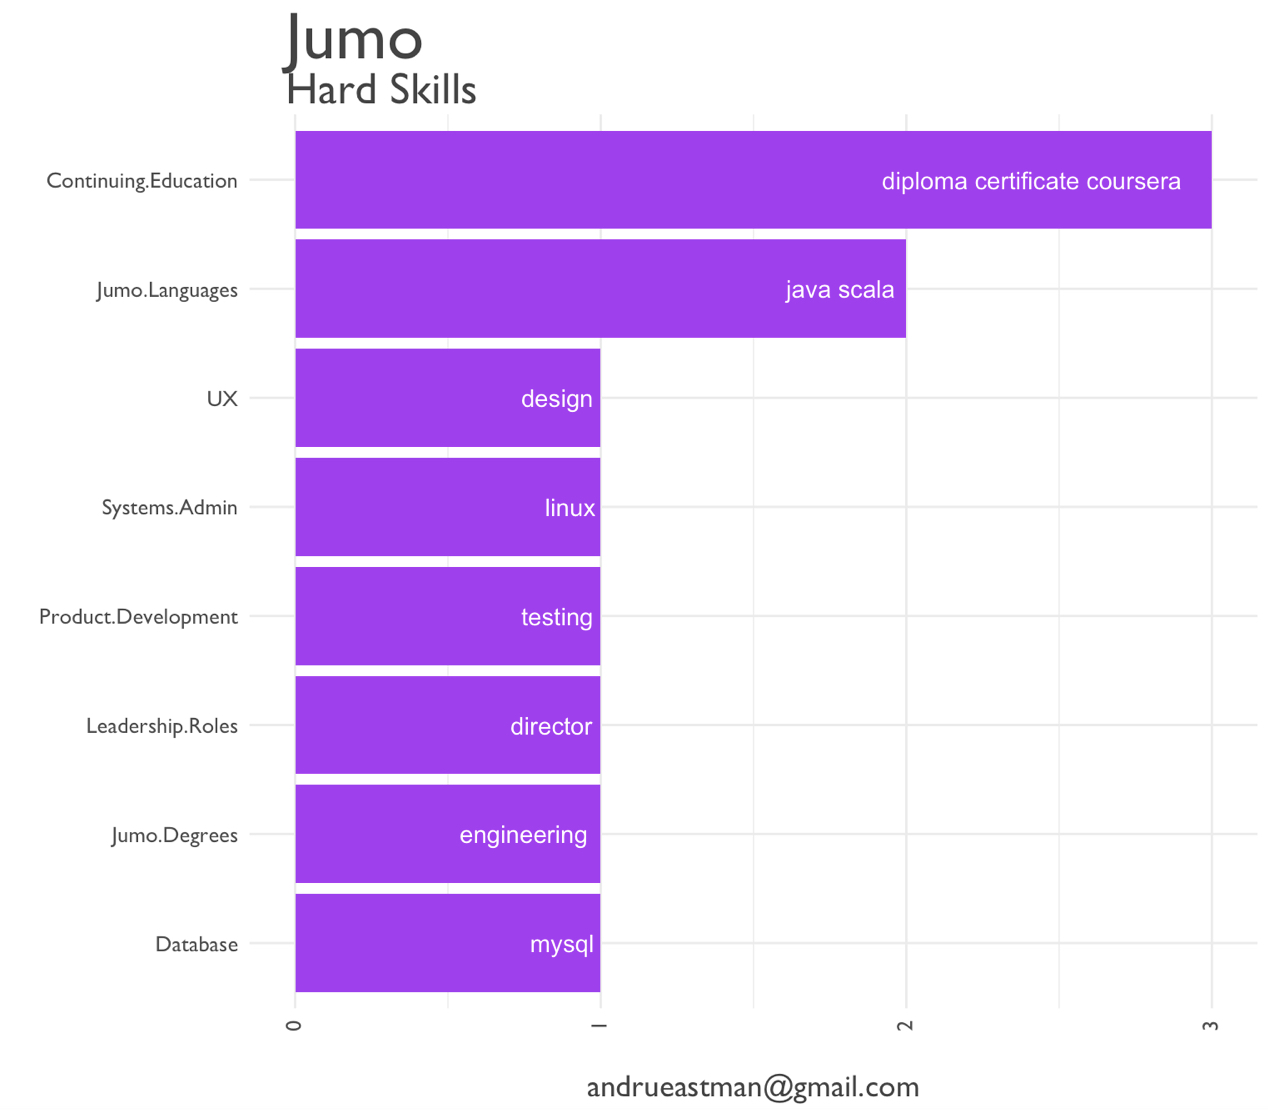 Jumo
Hard Skills
Continuing.Education
diploma certificate coursera
Jumo.Languages
java scala
UX
design
Systems.Admin
linux
Product.Development
testing
Leadership.Roles
director
Jumo.Degrees
engineering
Database
mysql
0 1 2 3
andrueastman@gmail.com